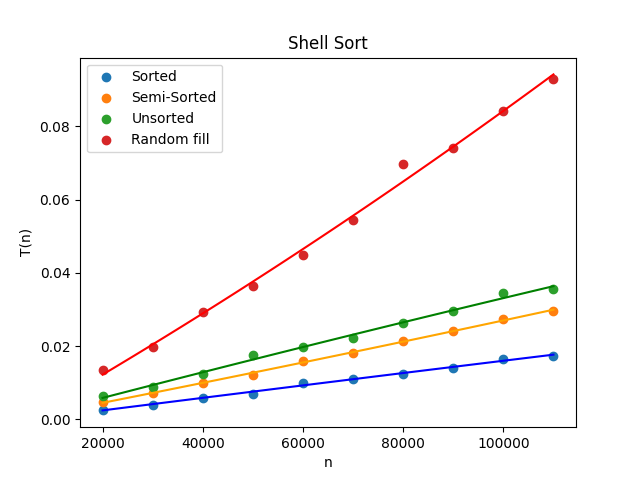 Shell Sort
Sorted
Semi-Sorted
Unsorted
Random fill
T(n)
0.08
0.06
0.04
0.02
0.00
20000 40000 60000 80000 100000
n